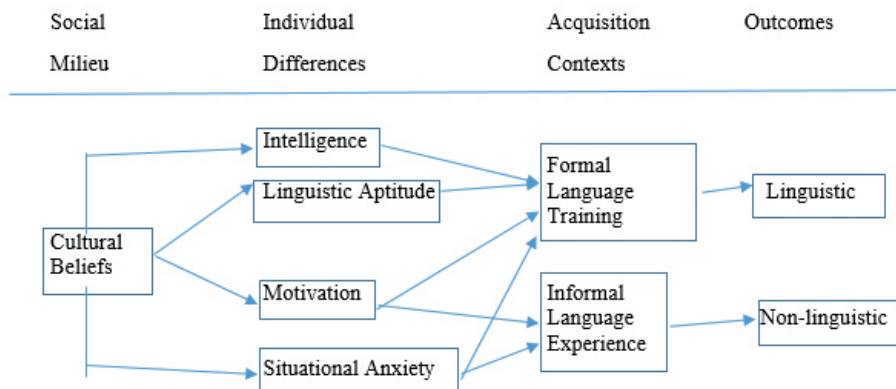 Social
Milieu
Individual
Differences
Acquisition
Contexts
Outcomes
Cultural
Beliefs
Intelligence
Linguistic Aptitude
Motivation
Situational Anxiety
Formal
Language
Training
Informal
Language
Experience
Linguistic
Non-linguistic